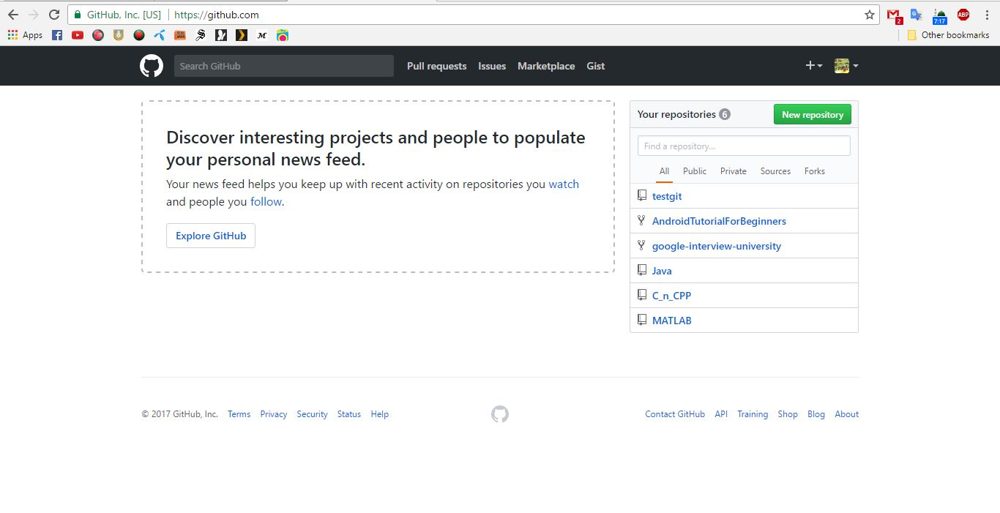 GitHub, Inc. [US] https://github.com
2
7:17
ABP
Apps
Other bookmarks
Search GitHub
Pull requests Issues Marketplace Gist
Discover interesting projects and people to populate
your personal news feed.
Your news feed helps you keep up with recent activity on repositories you watch
and people you follow.
Explore GitHub
Your repositories 6
New repository
Find a repository...
All Public Private Sources Forks
testgit
AndroidTutorialForBeginners
google-interview-university
Java
C_n_CPP
MATLAB
© 2017 GitHub, Inc. Terms Privacy Security Status Help
Contact GitHub API Training Shop Blog About